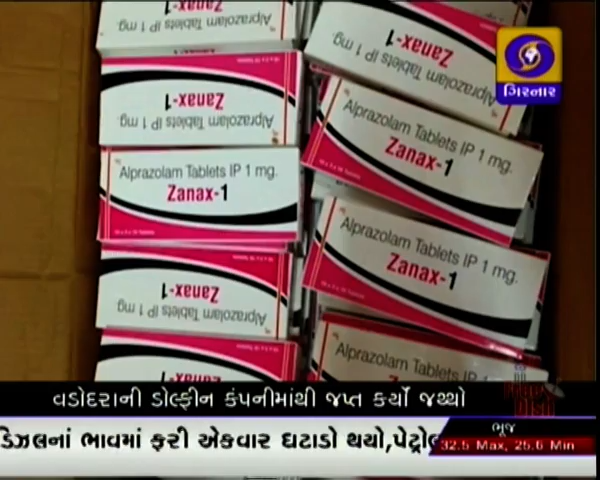 Alprazolam Tablets IP 1 mg.
Zanax-1
Alprazolam Tablets IP 1 mg
Zanax-1
ગિરનાર
Alprazolam Tablets IP 1 mg
Zanax-1
Alprazolam Tablets IP 1 mg.
Zanax-1
Alprazolam Tablets IP 1 mg.
Zanax-1
Alprazolam Tablets IP 1 mg.
Zanax-1
Alprazolam Tablets IP 1 mg
Zanax-1
Alprazolam Tablets IP
વડોદરાની ડોલ્ફીન કંપનીમાંથી જપ્ત કર્યો જથ્થો
ડિઝલનાં ભાવમાં ફરી એકવાર ઘટાડો થયો,પેટ્રોલ
ભૂજ
32.5 Max, 25.6 Min